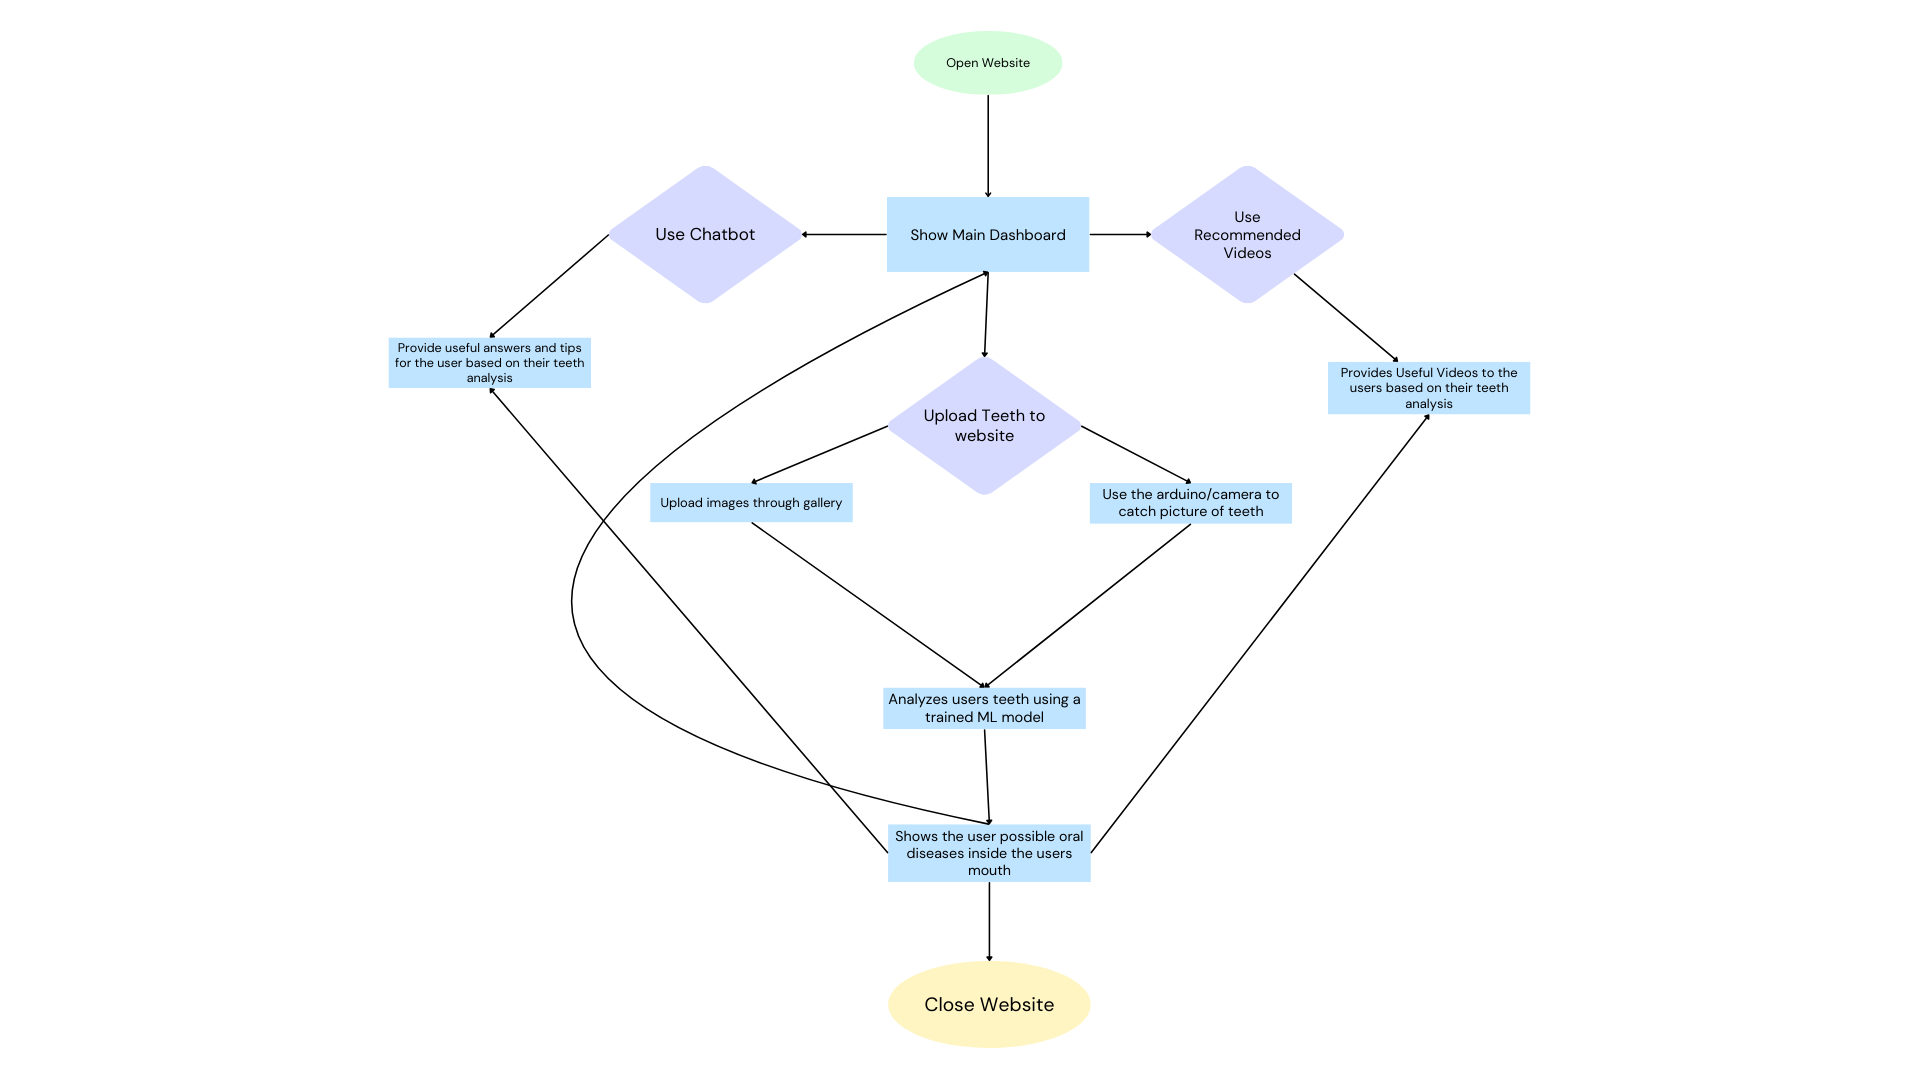 Open Website
Use Chatbot
Show Main Dashboard
Use
Recommended
Videos
Provide useful answers and tips
for the user based on their teeth
analysis
Provides Useful Videos to the
users based on their teeth
analysis
Upload Teeth to
website
Upload images through gallery
Use the arduino/camera to
catch picture of teeth
Analyzes users teeth using a
trained ML model
Shows the user possible oral
diseases inside the users
mouth
Close Website